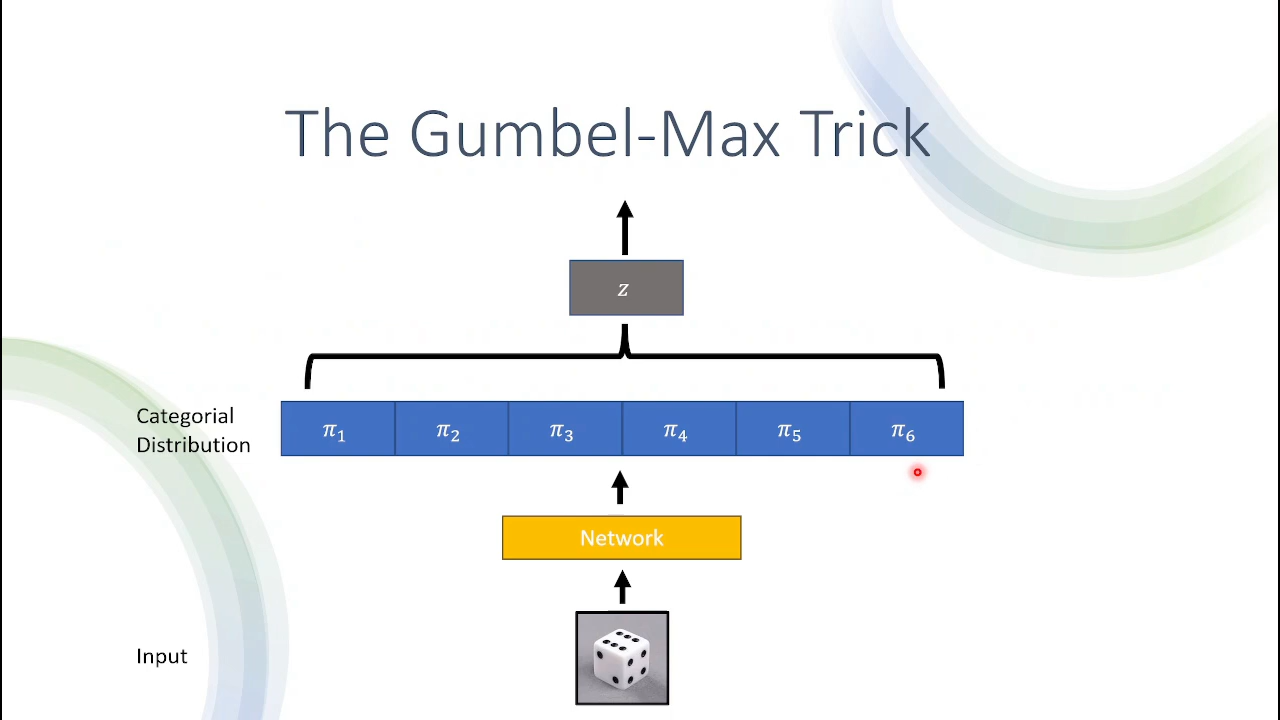 The Gumbel-Max Trick
z
Categorial
Distribution
π₁ π₂ π₃ π₄ π₅ π₆
Network
Input